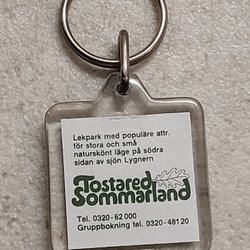 Lekpark med populäre attr.
för stora och små
naturskönt läge på södra
sidan av sjön Lygnern
Tostared
Sommarland
Tel. 0320-62 000
Gruppbokning tel. 0320-481 20